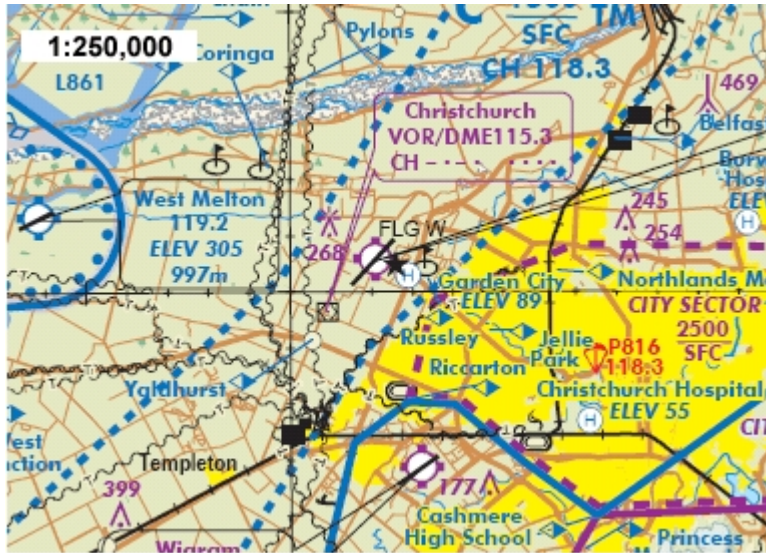 1:250,000
Coringa
L861
Pylons
SFC
TM
CH 118.3
Christchurch
VOR/DME115.3
CH
469
West Melton
119.2
ELEV 305
997m
FLG W
268
245
254
H
H
Garden City
ELEV 89
Northlands
CITY SECTOR
2500
SFC
Russley
Jellie
Park
P816
118.3
Riccarton
Yaldhurst
Christchurch Hospital
ELEV 55
H
Templeton
399
177
Cashmere
High School
Wigram
Princess